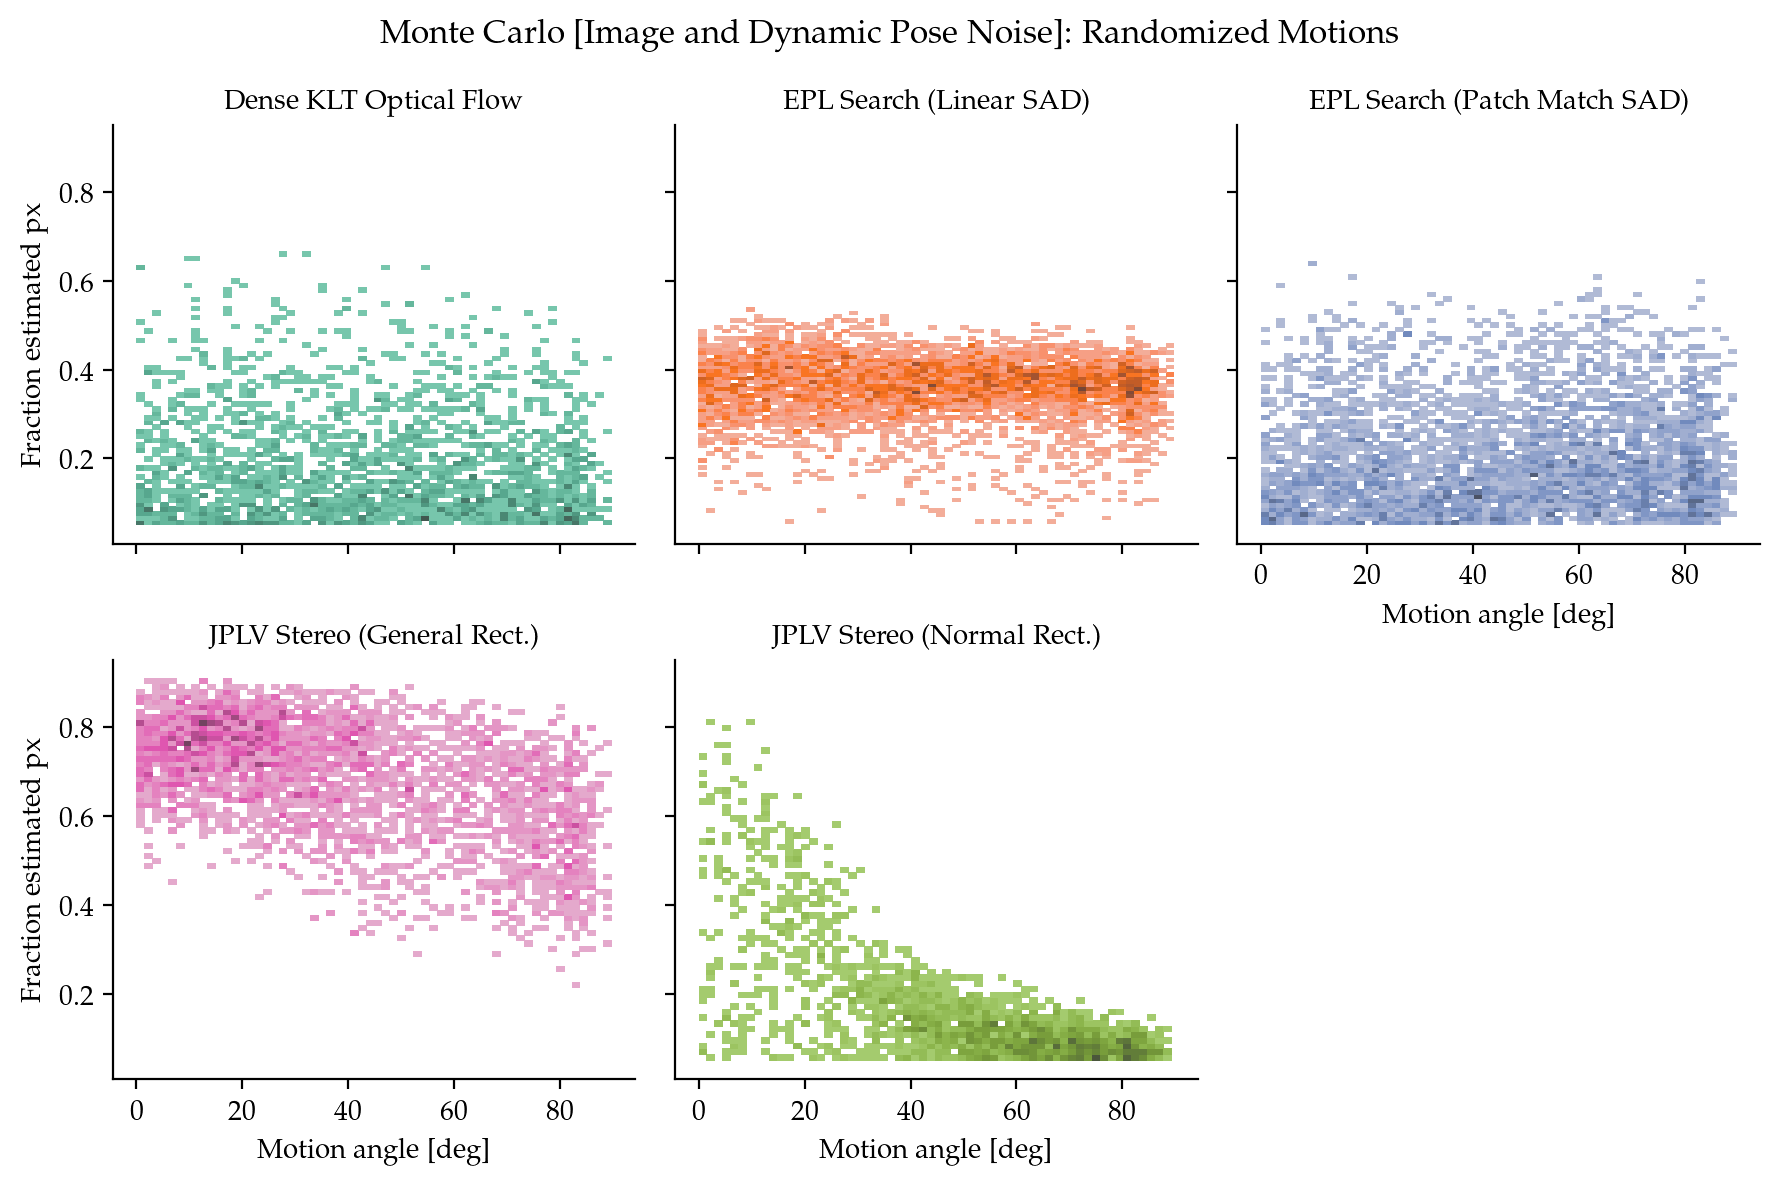 Monte Carlo [Image and Dynamic Pose Noise]: Randomized Motions
Dense KLT Optical Flow
EPL Search (Linear SAD)
EPL Search (Patch Match SAD)
Fraction estimated px
0.8
0.6
0.4
0.2
0 20 40 60 80
Motion angle [deg]
JPLV Stereo (General Rect.)
JPLV Stereo (Normal Rect.)
Fraction estimated px
0.8
0.6
0.4
0.2
0 20 40 60 80
0 20 40 60 80
Motion angle [deg]
Motion angle [deg]